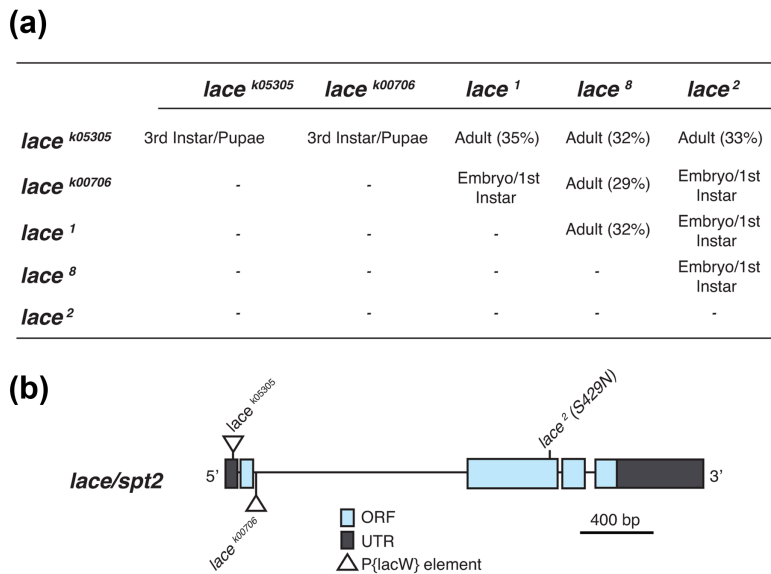 (a)
lace k05305 lace k00706 lace 1 lace 8 lace 2
lace k05305 3rd Instar/Pupae 3rd Instar/Pupae Adult (35%) Adult (32%) Adult (33%)
lace k00706 - - Embryo/1st Instar Adult (29%) Embryo/1st Instar
lace 1 - - - Adult (32%) Embryo/1st Instar
lace 8 - - - - Embryo/1st Instar
lace 2 - - - - -
(b)
lace k05305
lace 2 (S429N)
lace/spt2 5' 3'
lace k00706
ORF
UTR
P{lacW} element
400 bp